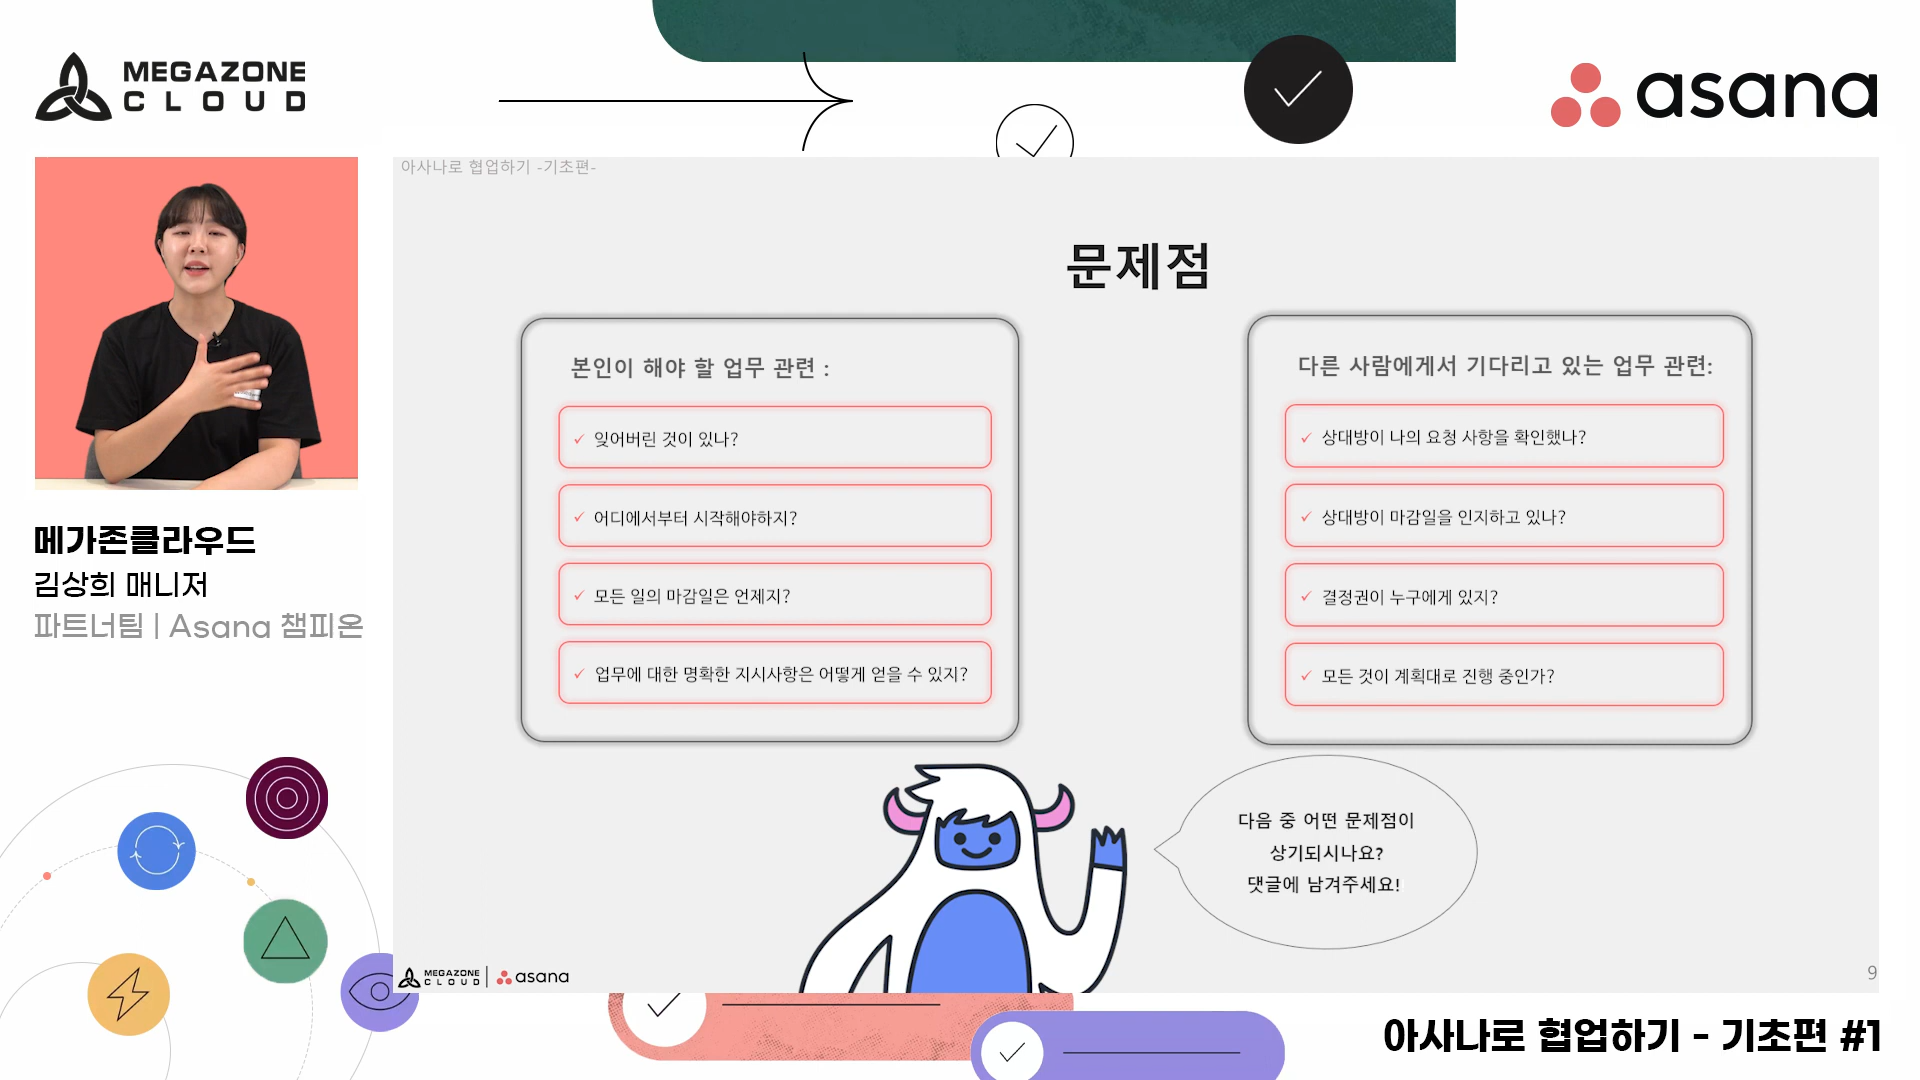 MEGAZONE
CLOUD
asana
아사나로 협업하기 -기초편-
문제점
본인이 해야 할 업무 관련 :
✓ 잊어버린 것이 있나?
✓ 어디에서부터 시작해야하지?
✓ 모든 일의 마감일은 언제지?
✓ 업무에 대한 명확한 지시사항은 어떻게 얻을 수 있지?
다른 사람에게서 기다리고 있는 업무 관련:
✓ 상대방이 나의 요청 사항을 확인했나?
✓ 상대방이 마감일을 인지하고 있나?
✓ 결정권이 누구에게 있지?
✓ 모든 것이 계획대로 진행 중인가?
메가존클라우드
김상희 매니저
파트너팀 | Asana 챔피온
다음 중 어떤 문제점이
상기되시나요?
댓글에 남겨주세요!
MEGAZONE
CLOUD
asana
9
아사나로 협업하기 - 기초편 #1